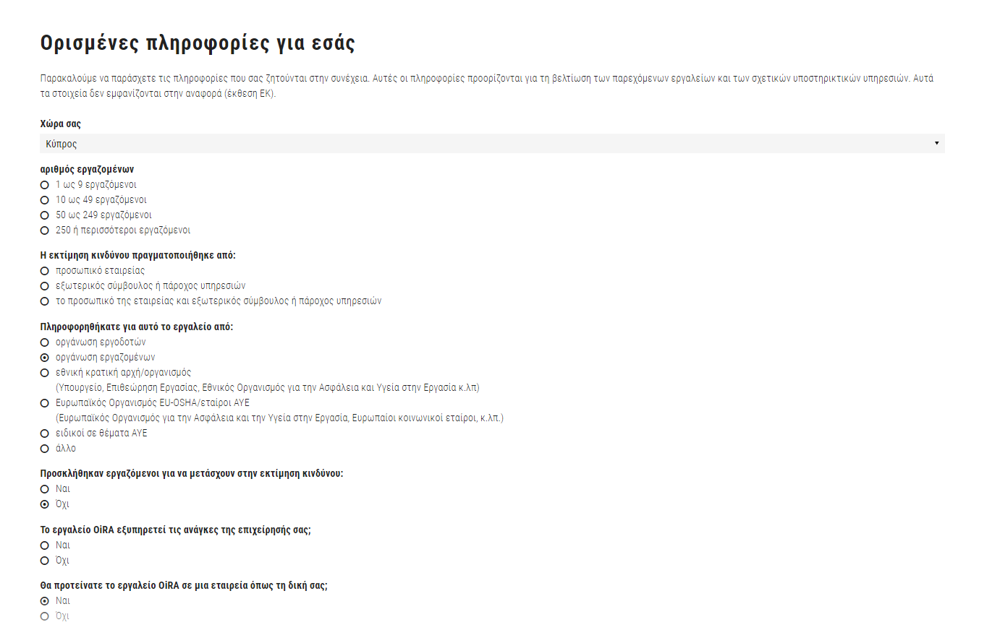 Ορισμένες πληροφορίες για εσάς
Παρακαλούμε να παράσχετε τις πληροφορίες που σας ζητούνται στην συνέχεια. Αυτές οι πληροφορίες προορίζονται για τη βελτίωση των παρεχόμενων εργαλείων και των σχετικών υποστηρικτικών υπηρεσιών. Αυτά
τα στοιχεία δεν εμφανίζονται στην αναφορά (έκθεση ΕΚ).
Χώρα σας
Κύπρος
αριθμός εργαζομένων
1 ως 9 εργαζόμενοι
10 ως 49 εργαζόμενοι
50 ως 249 εργαζόμενοι
250 ή περισσότεροι εργαζόμενοι
Η εκτίμηση κινδύνου πραγματοποιήθηκε από:
προσωπικό εταιρείας
εξωτερικός σύμβουλος ή πάροχος υπηρεσιών
το προσωπικό της εταιρείας και εξωτερικός σύμβουλος ή πάροχος υπηρεσιών
Πληροφορηθήκατε για αυτό το εργαλείο από:
οργάνωση εργοδοτών
οργάνωση εργαζομένων
εθνική κρατική αρχή/οργανισμός
(Υπουργείο, Επιθεώρηση Εργασίας, Εθνικός Οργανισμός για την Ασφάλεια και Υγεία στην Εργασία κ.λπ)
Ευρωπαϊκός Οργανισμός EU-OSHA/εταίροι ΑΥΕ
(Ευρωπαϊκός Οργανισμός για την Ασφάλεια και την Υγεία στην Εργασία, Ευρωπαίοι κοινωνικοί εταίροι, κ.λπ.)
ειδικοί σε θέματα ΑΥΕ
άλλο
Προσκλήθηκαν εργαζόμενοι για να μετάσχουν στην εκτίμηση κινδύνου:
Ναι
Όχι
Το εργαλείο OiRA εξυπηρετεί τις ανάγκες της επιχείρησής σας;
Ναι
Όχι
Θα προτείνατε το εργαλείο OiRA σε μια εταιρεία όπως τη δική σας;
Ναι
Όχι